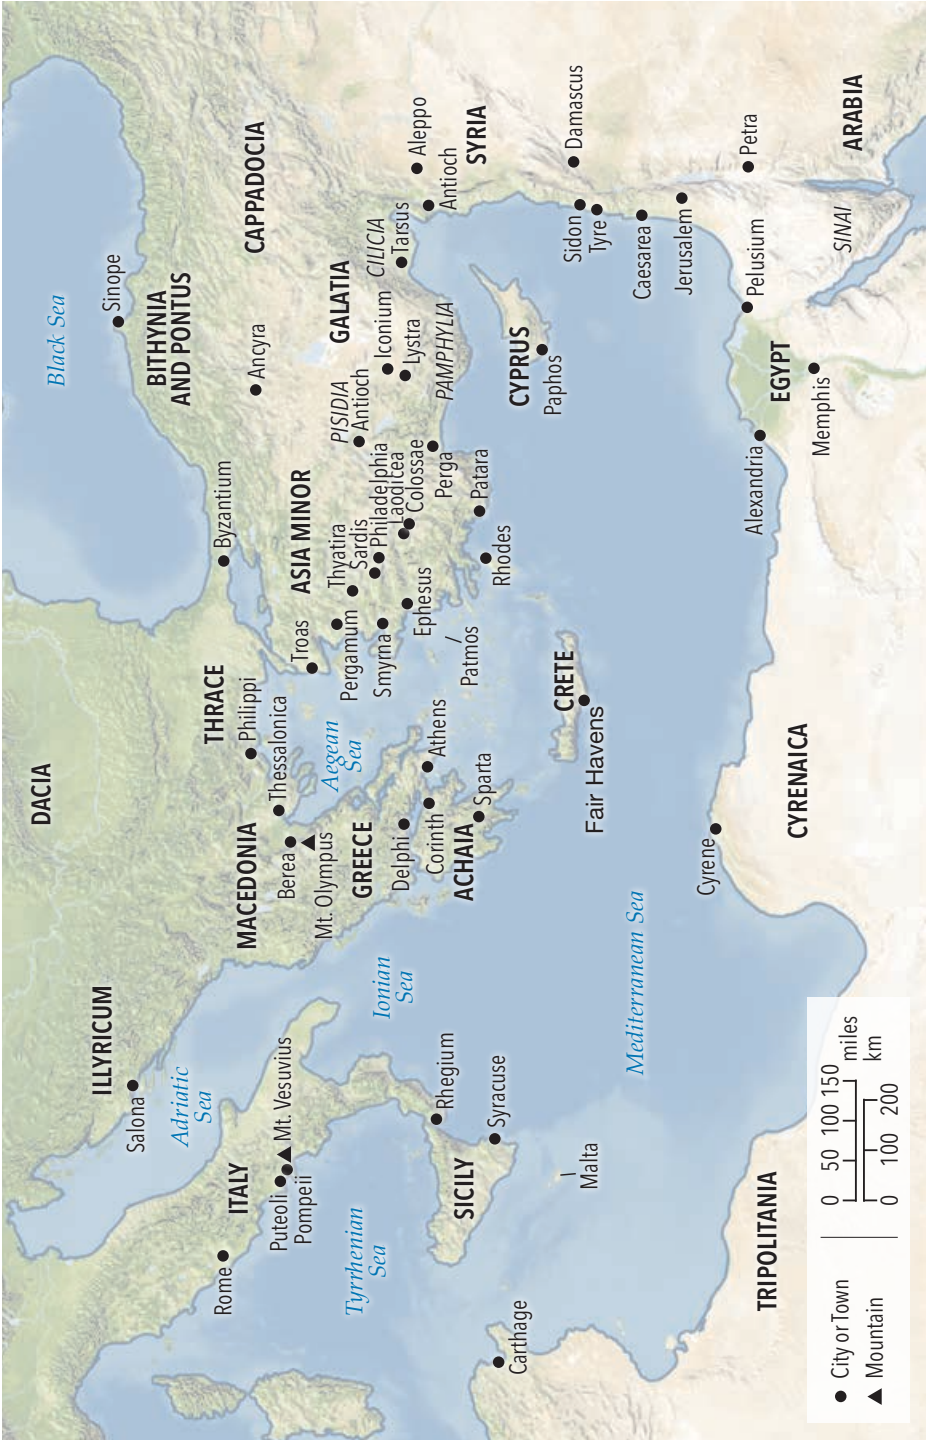 DACIA
Black Sea
ILLYRICUM
Salona
Adriatic
Sea
THRACE
Philippi
Thessalonica
MACEDONIA
Berea
Mt. Olympus
Byzantium
Sinope
BITHYNIA
AND PONTUS
CAPPADOCIA
Ancyra
ITALY
Rome
Puteoli
Pompeii
Mt. Vesuvius
Tyrrhenian
Sea
Ionian
Sea
GREECE
Delphi
Corinth
ACHAIA
Athens
Sparta
Aegean
Sea
Troas
ASIA MINOR
Pergamum
Thyatira
Sardis
Philadelphia
Laodicea
Colossae
Smyrna
Ephesus
Patmos
PISIDIA
Antioch
GALATIA
Iconium
Lystra
CILICIA
Tarsus
PAMPHYLIA
Perga
Patara
Rhodes
Aleppo
Antioch
SYRIA
Rhegium
SICILY
Syracuse
Malta
Carthage
CRETE
Fair Havens
CYPRUS
Paphos
Damascus
Sidon
Tyre
Caesarea
Jerusalem
Petra
ARABIA
SINAI
Pelusium
EGYPT
Memphis
Alexandria
Mediterranean Sea
Cyrene
CYRENAICA
TRIPOLITANIA
City or Town
Mountain
0 50 100 150
miles
km
0 100 200